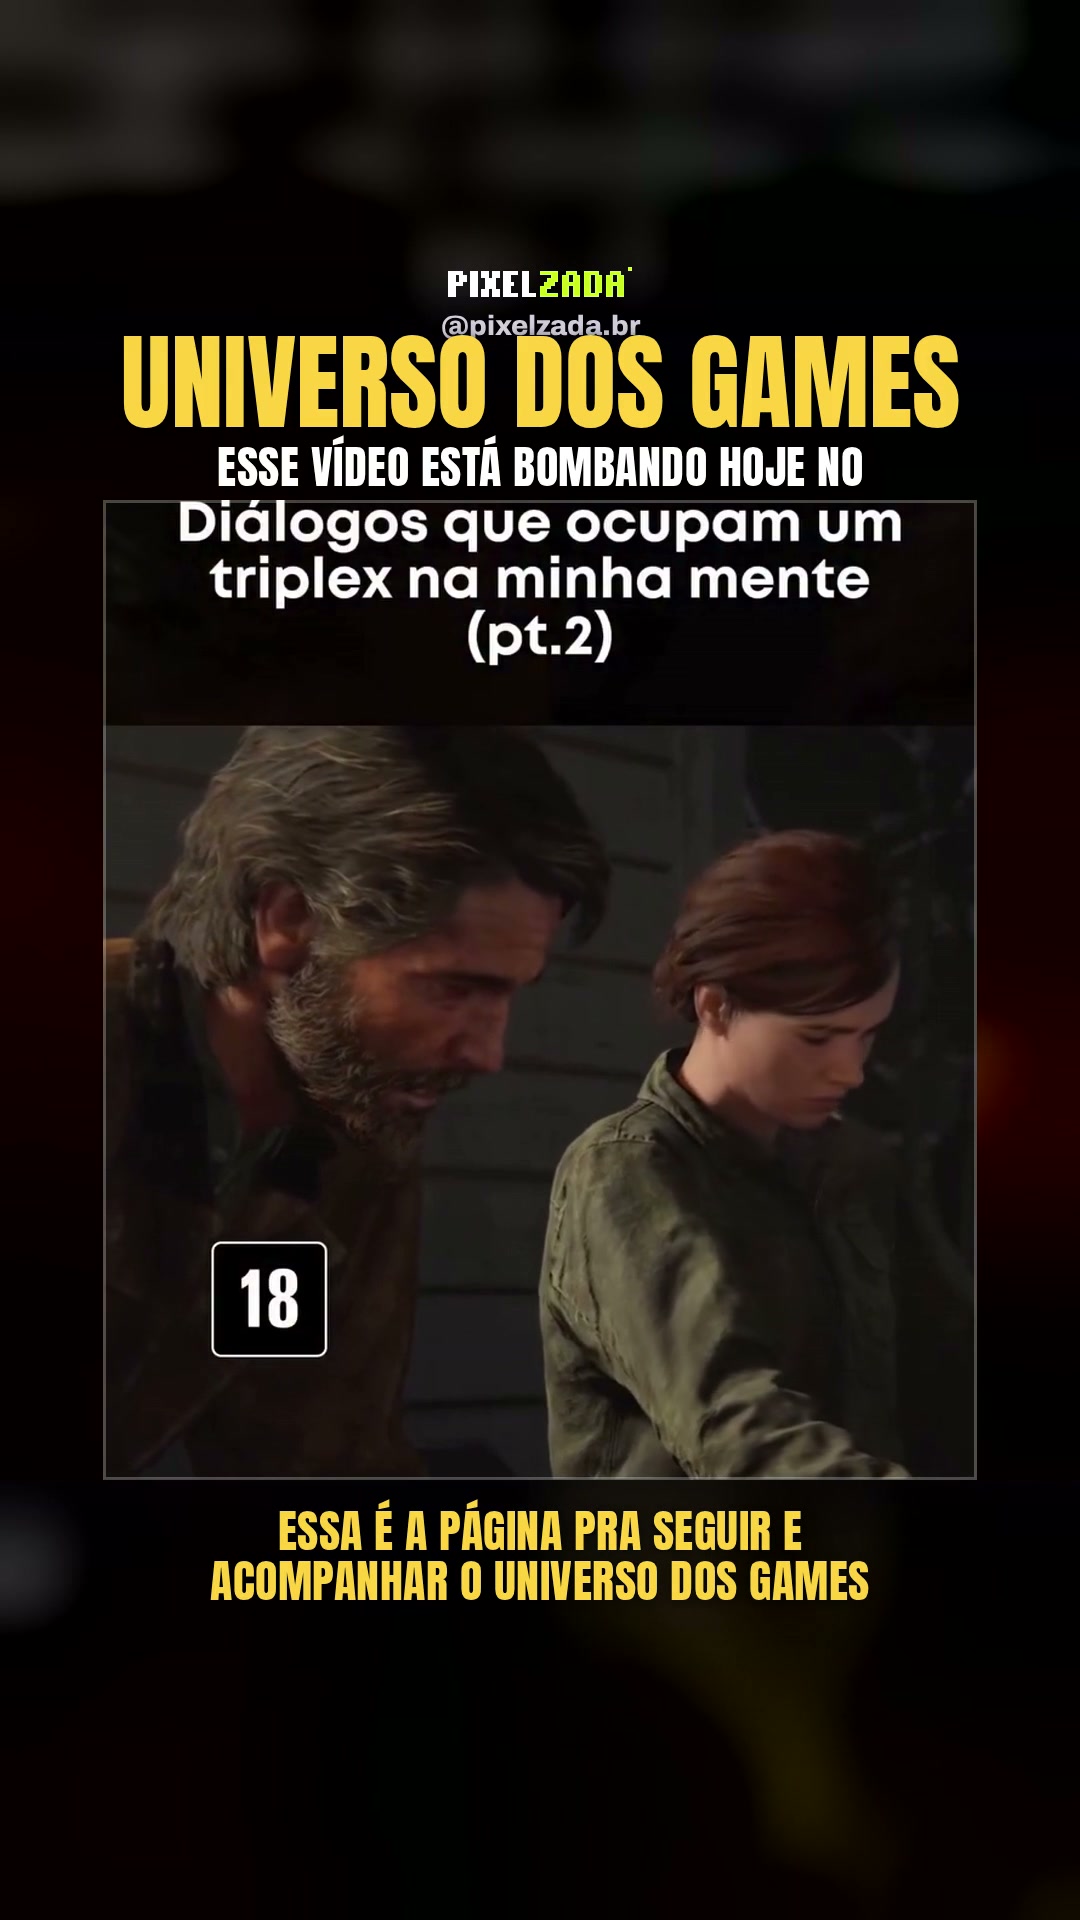 PIXELZADA
@pixelzada.br
UNIVERSO DOS GAMES
ESSE VÍDEO ESTÁ BOMBANDO HOJE NO
Diálogos que ocupam um
triplex na minha mente
(pt.2)
18
ESSA É A PÁGINA PRA SEGUIR E
ACOMPANHAR O UNIVERSO DOS GAMES